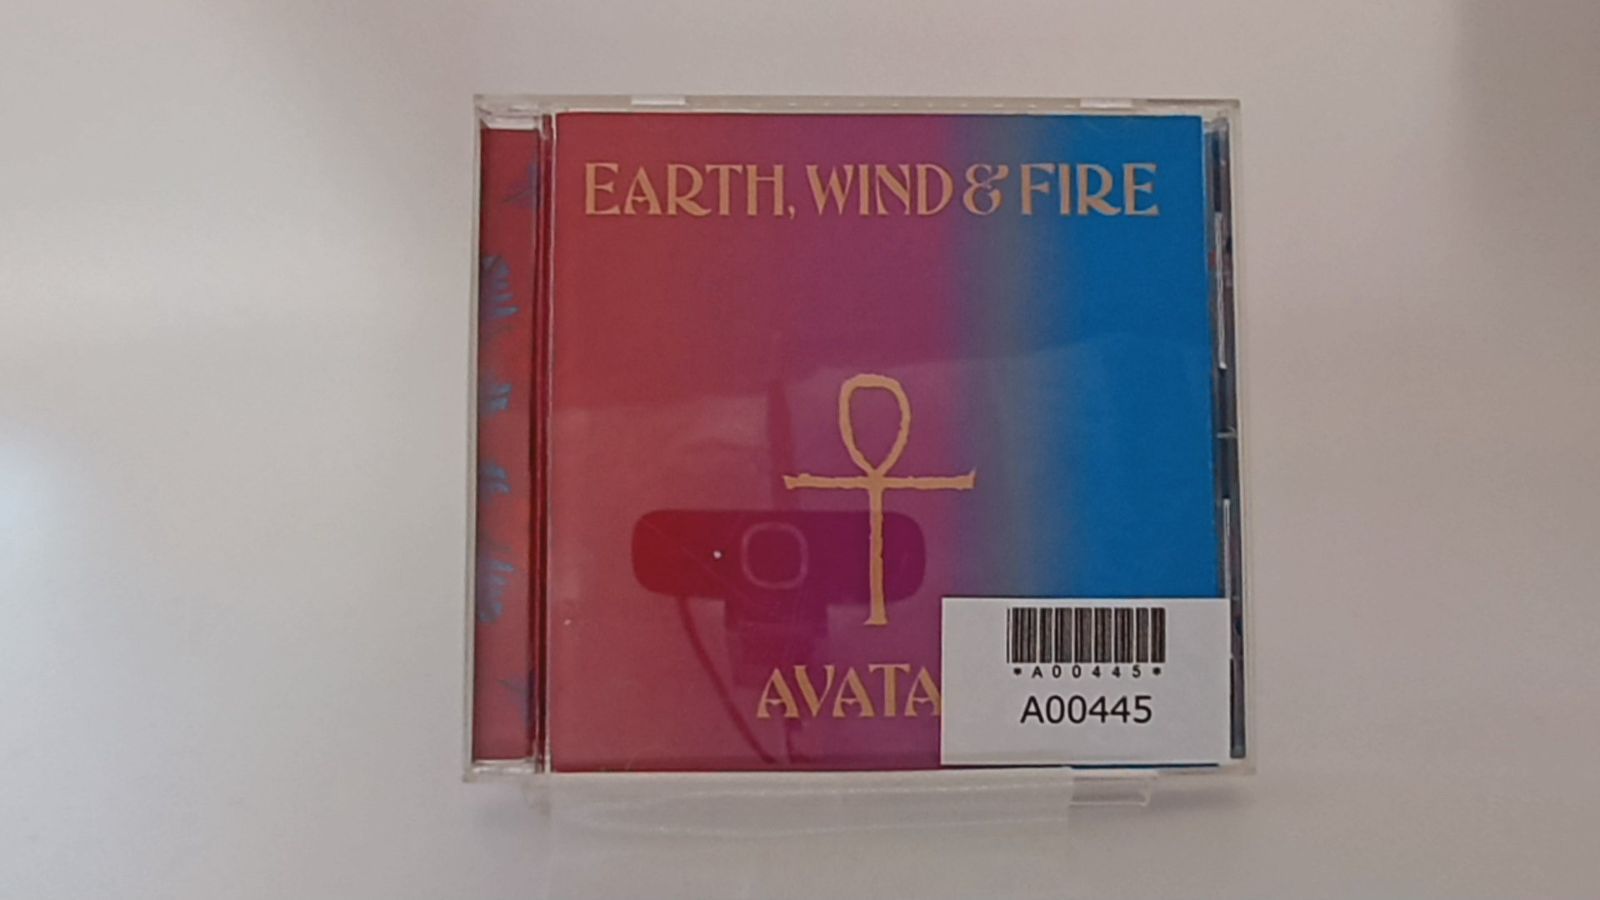 EARTH, WIND & FIRE
AVATA
*A00445*
A00445